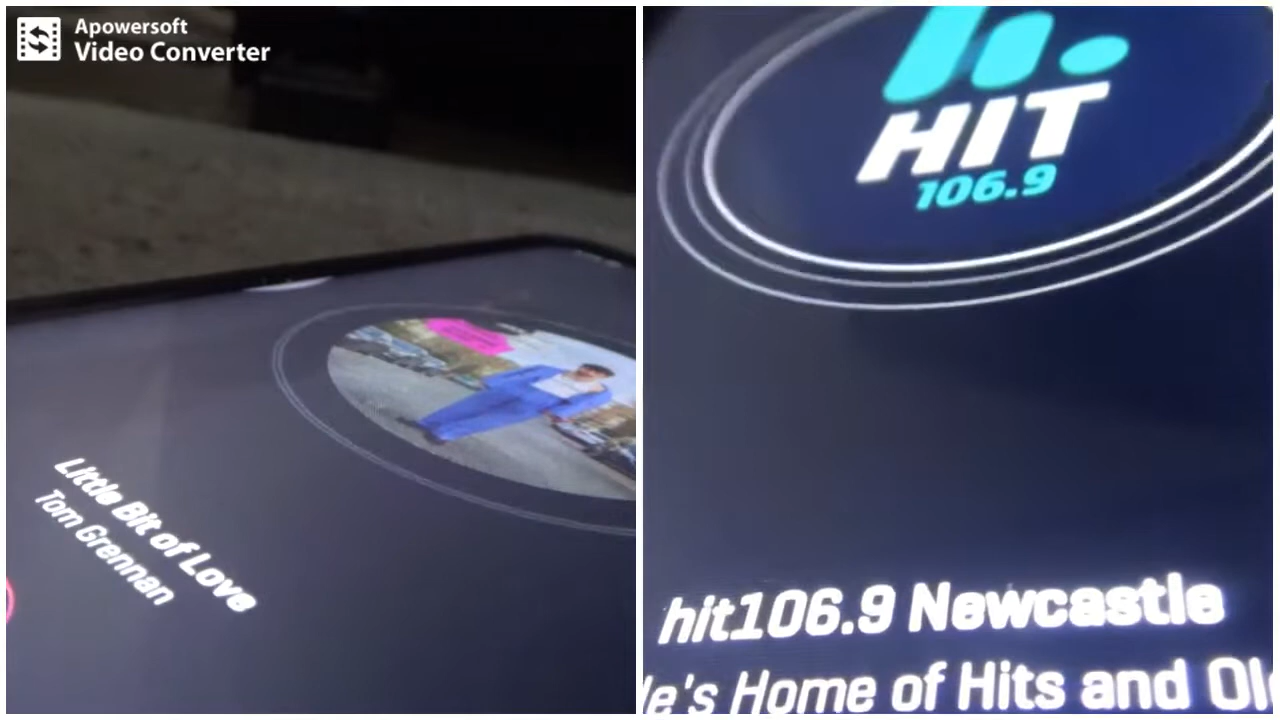 Apowersoft
Video Converter
Little Bit of Love
Tom Grennan
HIT
106.9
hit106.9 Newcastle
Home of Hits and